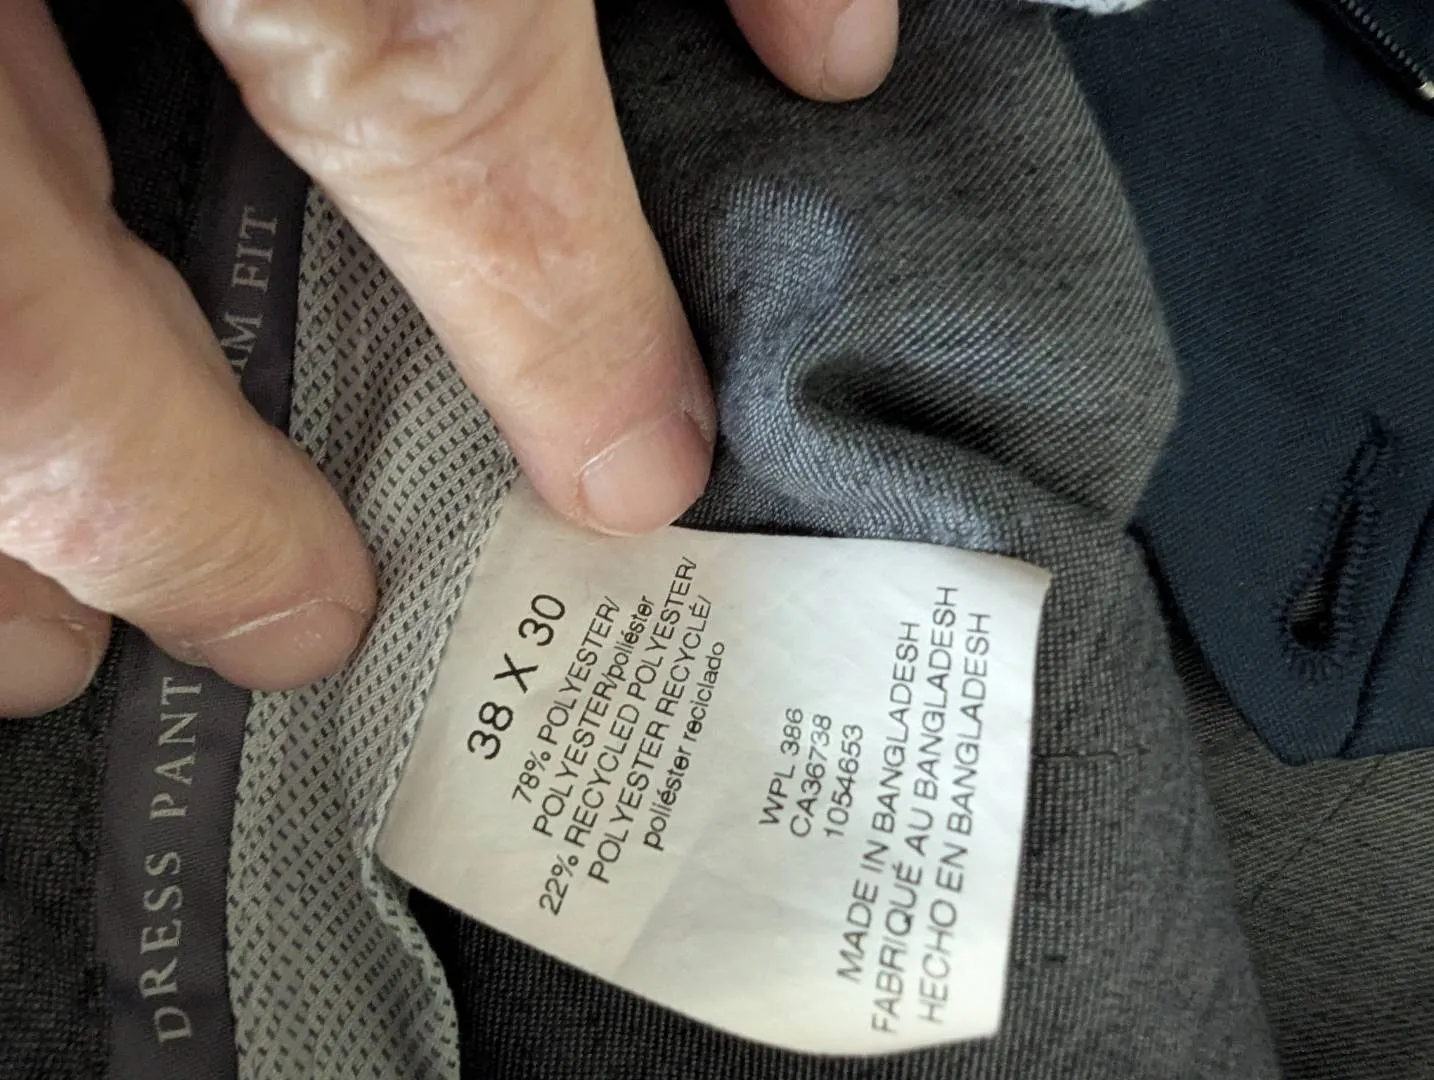 DRESS PANT
FIT
38 X 30
78% POLYESTER/
POLYESTER/poliéster
22% RECYCLED POLYESTER/
POLYESTER RECYCLÉ/
poliéster reciclado
WPL 386
CA36738
1054653
MADE IN BANGLADESH
FABRIQUÉ AU BANGLADESH
HECHO EN BANGLADESH